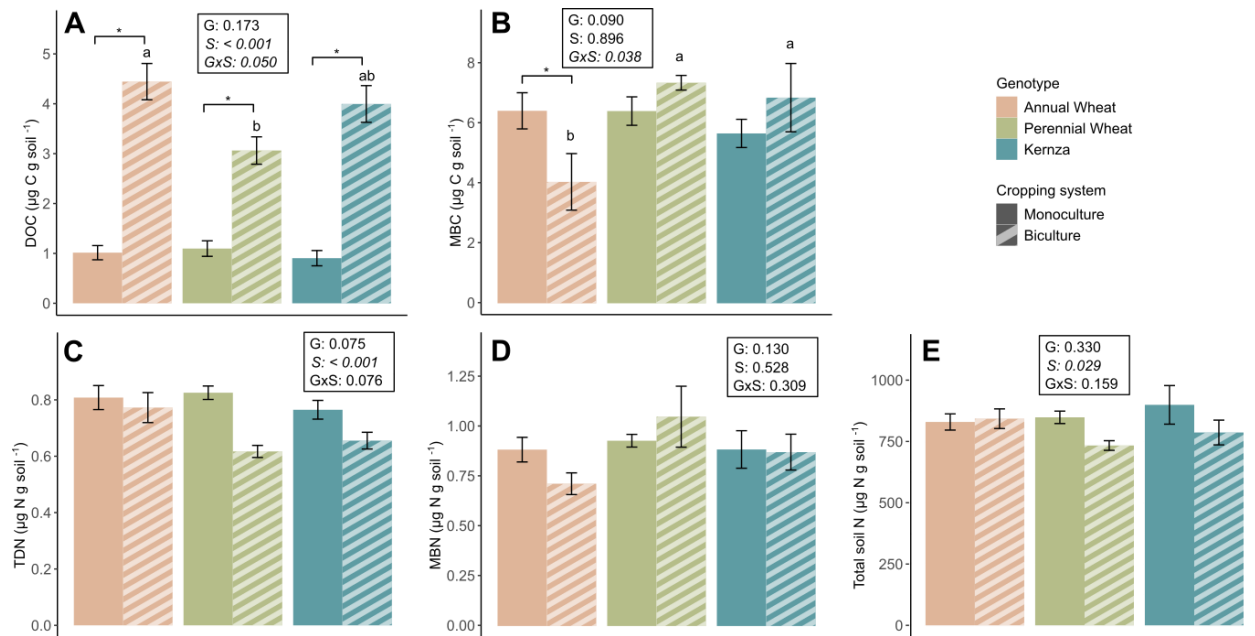 A
G: 0.173
S: < 0.001
GxS: 0.050
*
a
*
b
*
ab
5
4
3
2
1
0
DOC (µg C g soil ⁻¹)
B
G: 0.090
S: 0.896
GxS: 0.038
*
b
a
a
8
6
4
2
0
MBC (µg C g soil ⁻¹)
Genotype
Annual Wheat
Perennial Wheat
Kernza
Cropping system
Monoculture
Biculture
C
G: 0.075
S: < 0.001
GxS: 0.076
0.8
0.6
0.4
0.2
0.0
TDN (µg N g soil ⁻¹)
D
G: 0.130
S: 0.528
GxS: 0.309
1.25
1.00
0.75
0.50
0.25
0.00
MBN (µg N g soil ⁻¹)
E
G: 0.330
S: 0.029
GxS: 0.159
1000
750
500
250
0
Total soil N (µg N g soil ⁻¹)